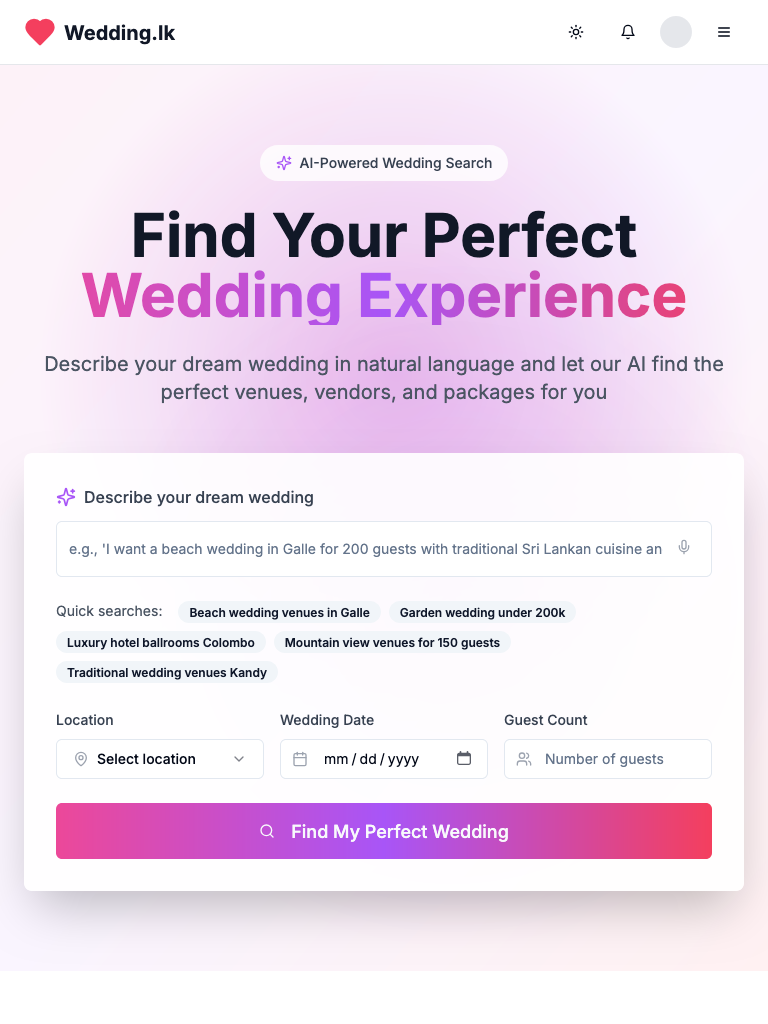 Wedding.lk
AI-Powered Wedding Search
Find Your Perfect
Wedding Experience
Describe your dream wedding in natural language and let our AI find the
perfect venues, vendors, and packages for you
Describe your dream wedding
e.g., 'I want a beach wedding in Galle for 200 guests with traditional Sri Lankan cuisine an
Quick searches: Beach wedding venues in Galle Garden wedding under 200k
Luxury hotel ballrooms Colombo Mountain view venues for 150 guests
Traditional wedding venues Kandy
Location Wedding Date Guest Count
Select location mm/dd/yyyy Number of guests
Find My Perfect Wedding